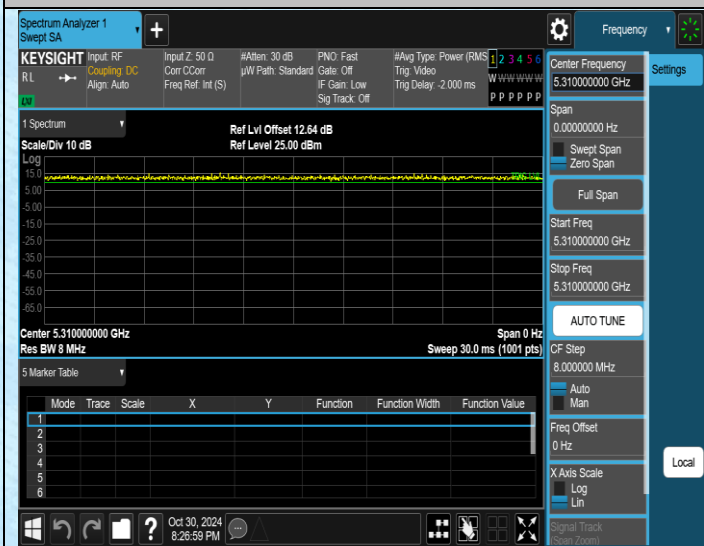 Spectrum Analyzer 1
Swept SA
+
Frequency
KEYSIGHT
RL
Input: RF
Coupling: DC
Align: Auto
Input Z: 50 Ω
Corr CCorr
Freq Ref: Int (S)
#Atten: 30 dB
µW Path: Standard
PNO: Fast
Gate: Off
IF Gain: Low
Sig Track: Off
#Avg Type: Power (RMS
Trig: Video
Trig Delay: -2.000 ms
1 2 3 4 5 6
W W W W W W
P P P P P P
Settings
Center Frequency
5.310000000 GHz
Span
0.00000000 Hz
Swept Span
Zero Span
Full Span
Start Freq
5.310000000 GHz
Stop Freq
5.310000000 GHz
AUTO TUNE
CF Step
8.000000 MHz
Auto
Man
Freq Offset
0 Hz
X Axis Scale
Log
Lin
Signal Track
(Span Zoom)
Local
1 Spectrum
Scale/Div 10 dB
Ref Lvl Offset 12.64 dB
Ref Level 25.00 dBm
Log
15.0
5.00
-5.00
-15.0
-25.0
-35.0
-45.0
-55.0
-65.0
Center 5.310000000 GHz
Span 0 Hz
Res BW 8 MHz
Sweep 30.0 ms (1001 pts)
5 Marker Table
Mode Trace Scale X Y Function Function Width Function Value
1
2
3
4
5
6
?
Oct 30, 2024
8:26:59 PM